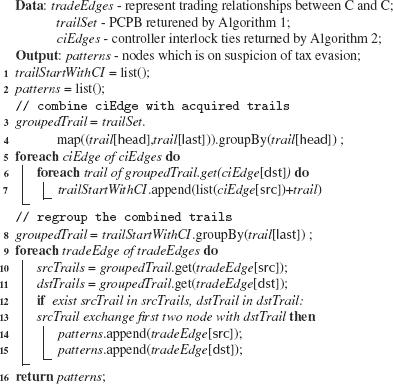 Data: tradeEdges - represent trading relationships between C and C;
trailSet - PCPB returened by Algorithm 1;
ciEdges - controller interlock ties returned by Algorithm 2;
Output: patterns - nodes which is on suspicion of tax evasion;
1 trailStartWithCI = list();
2 patterns = list();
// combine ciEdge with acquired trails
3 groupedTrail = trailSet.
4 map((trail[head],trail[last])).groupBy(trail[head]) ;
5 foreach ciEdge of ciEdges do
6 foreach trail of groupedTrail.get(ciEdge[dst]) do
7 trailStartWithCI.append(list(ciEdge[src])+trail)
// regroup the combined trails
8 groupedTrail = trailStartWithCI.groupBy(trail[last]) ;
9 foreach tradeEdge of tradeEdges do
10 srcTrails = groupedTrail.get(tradeEdge[src]);
11 dstTrails = groupedTrail.get(tradeEdge[dst]);
12 if exist srcTrail in srcTrails, dstTrail in dstTrail:
13 srcTrail exchange first two node with dstTrail then
14 patterns.append(tradeEdge[src]);
15 patterns.append(tradeEdge[dst]);
16 return patterns;